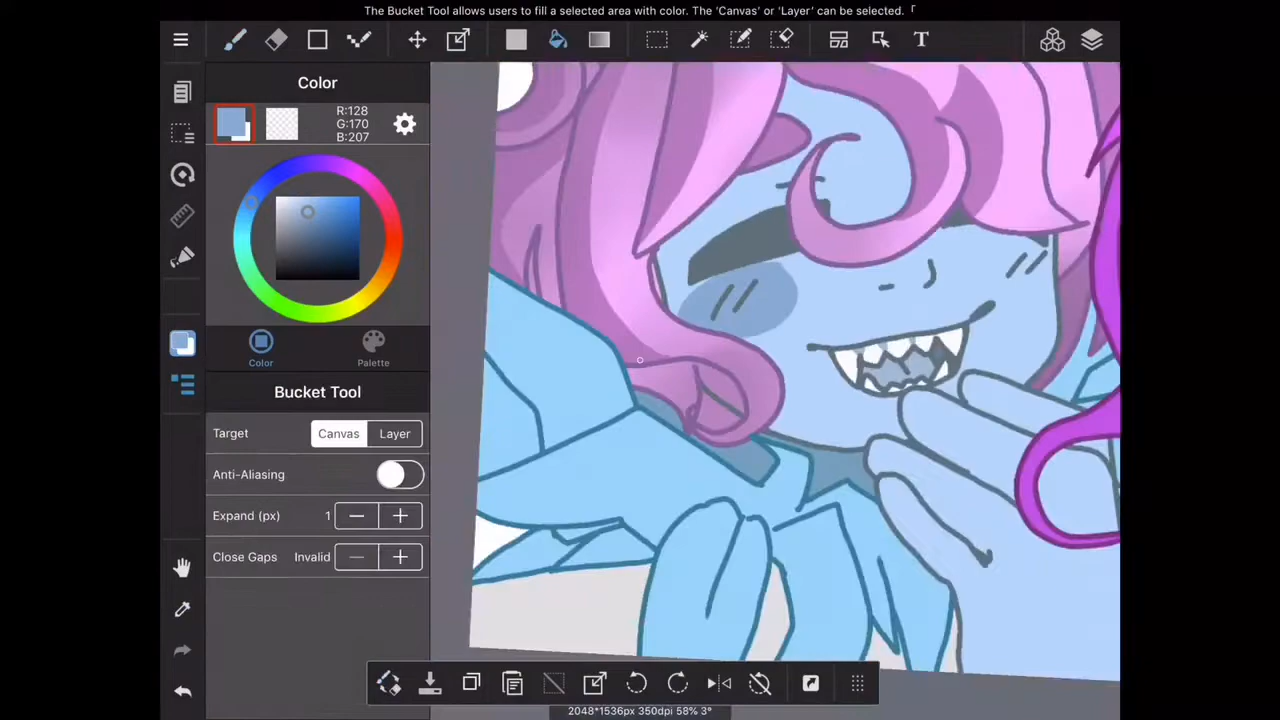 The Bucket Tool allows users to fill a selected area with color. The 'Canvas' or 'Layer' can be selected. 「
T
Color
R:128
G:170
B:207
Color Palette
Bucket Tool
Target Canvas Layer
Anti-Aliasing
Expand (px) 1 — +
Close Gaps Invalid — +
2048*1536px 350dpi 58% 3°